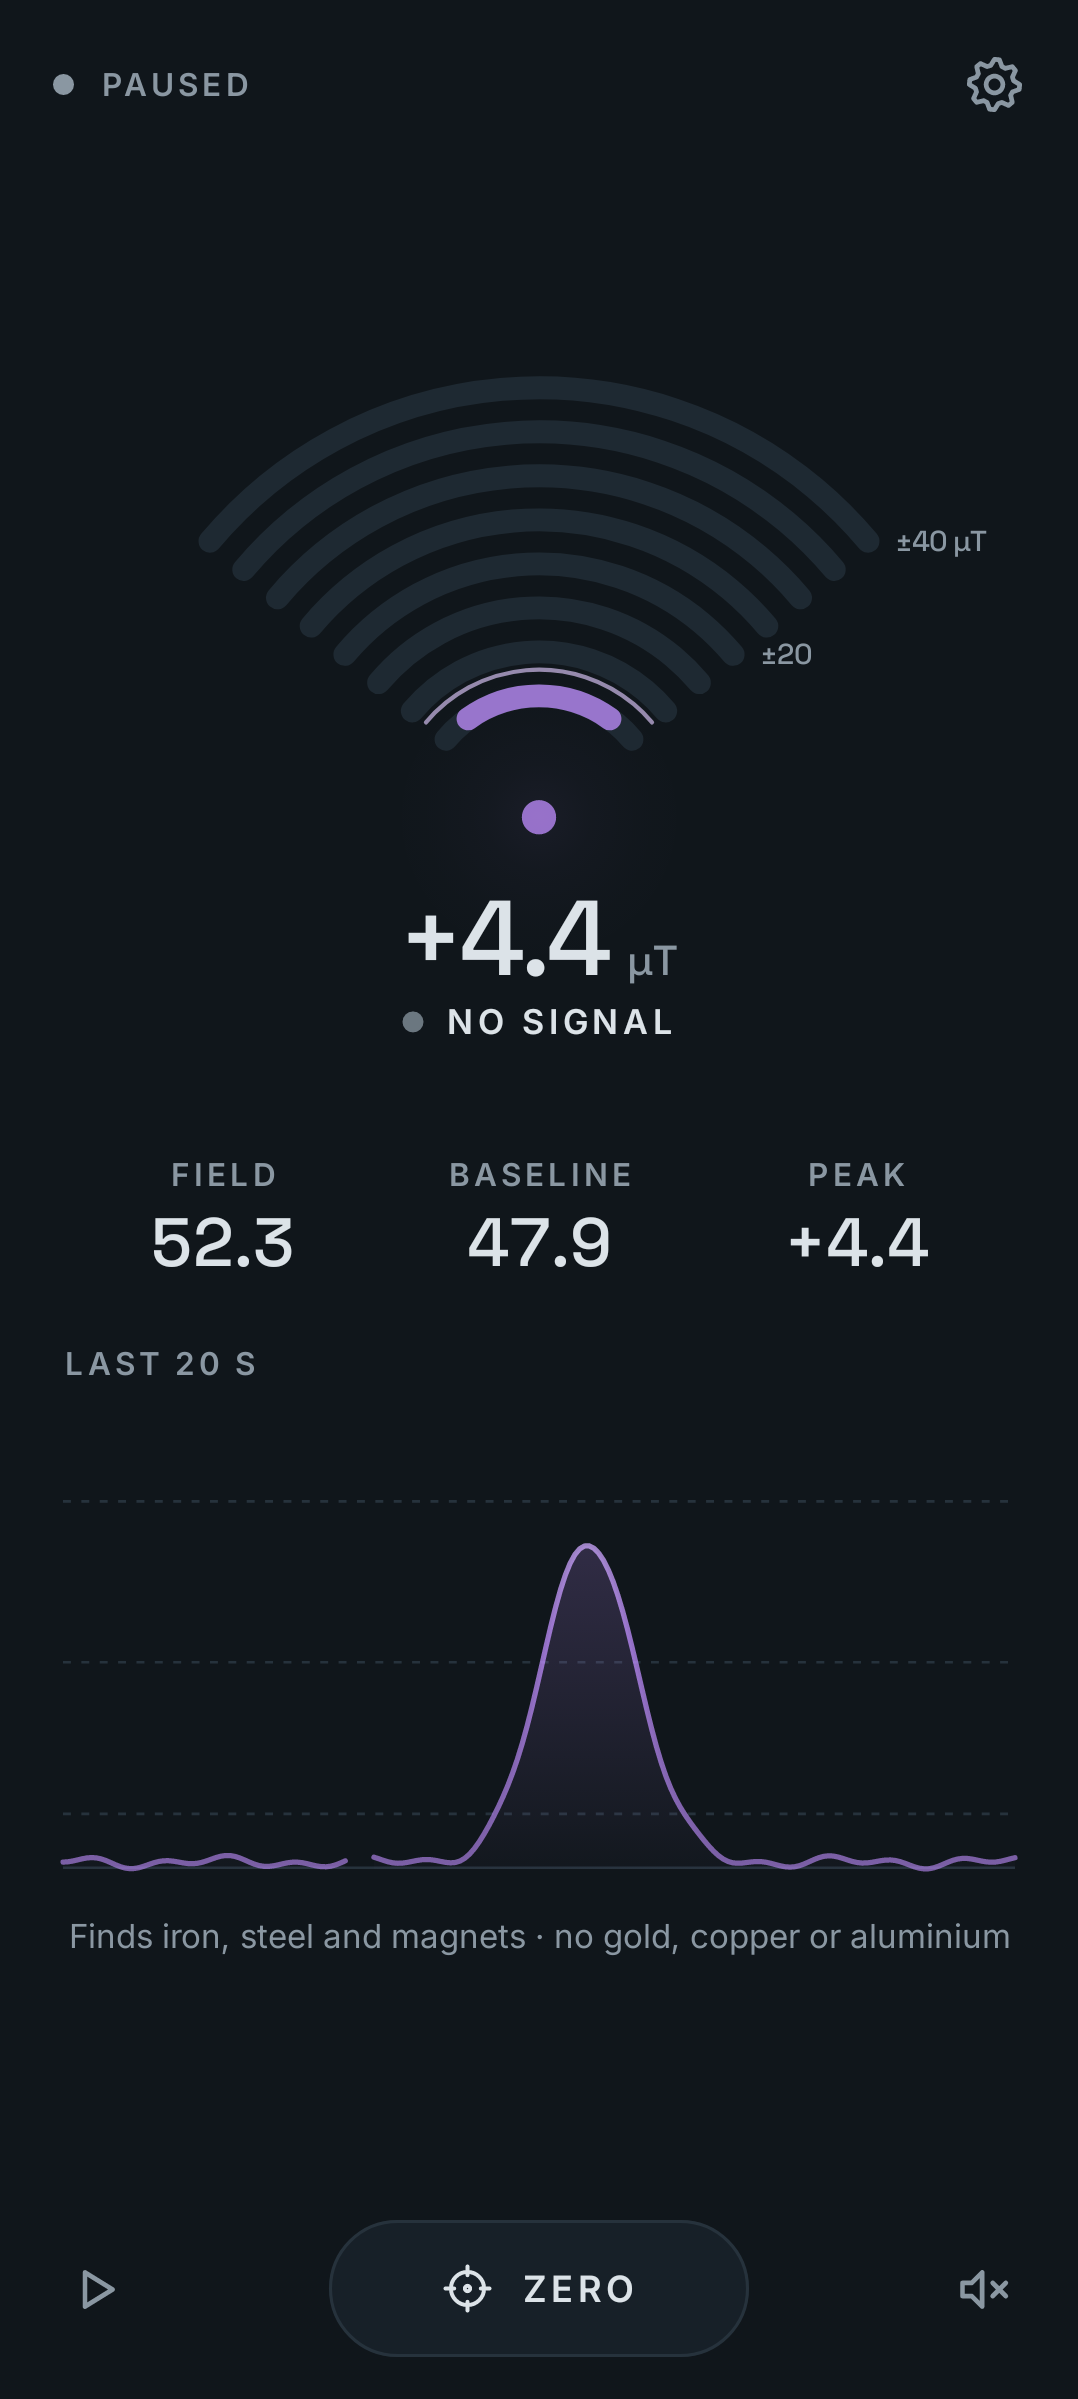 PAUSED
±40 µT
±20
+4.4 µT
NO SIGNAL
FIELD BASELINE PEAK
52.3 47.9 +4.4
LAST 20 S
Finds iron, steel and magnets · no gold, copper or aluminium
ZERO